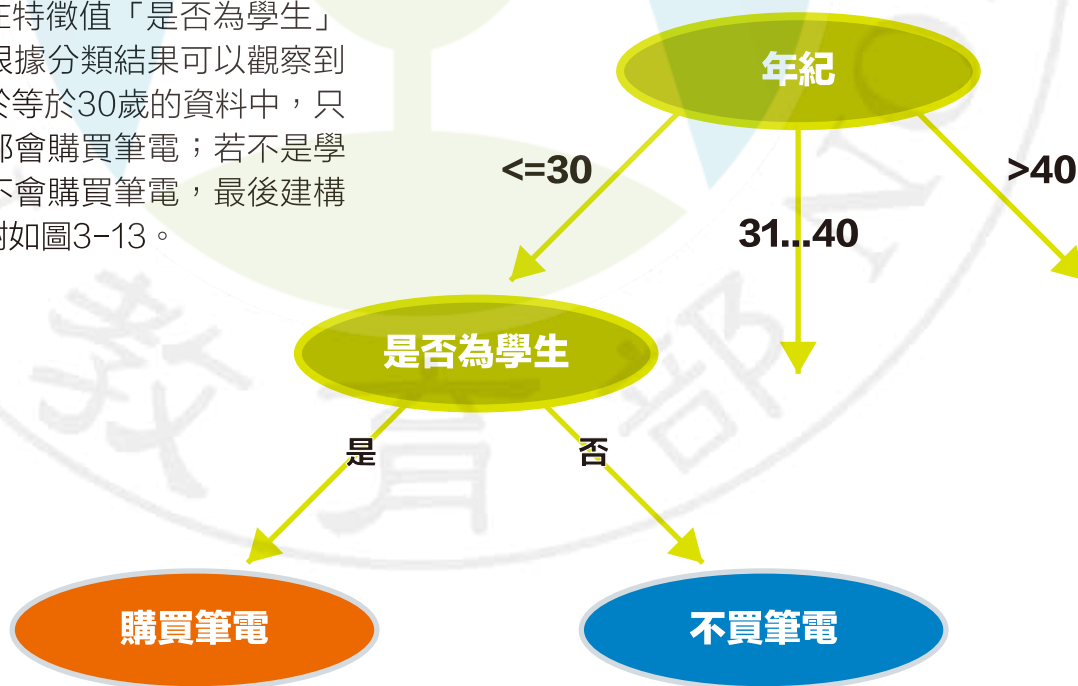 在特徵值「是否為學生」
根據分類結果可以觀察到
於等於30歲的資料中，只
都會購買筆電；若不是學
不會購買筆電，最後建構
樹如圖3-13。
年紀
<=30
31...40
>40
是否為學生
是
否
購買筆電
不買筆電
教育部